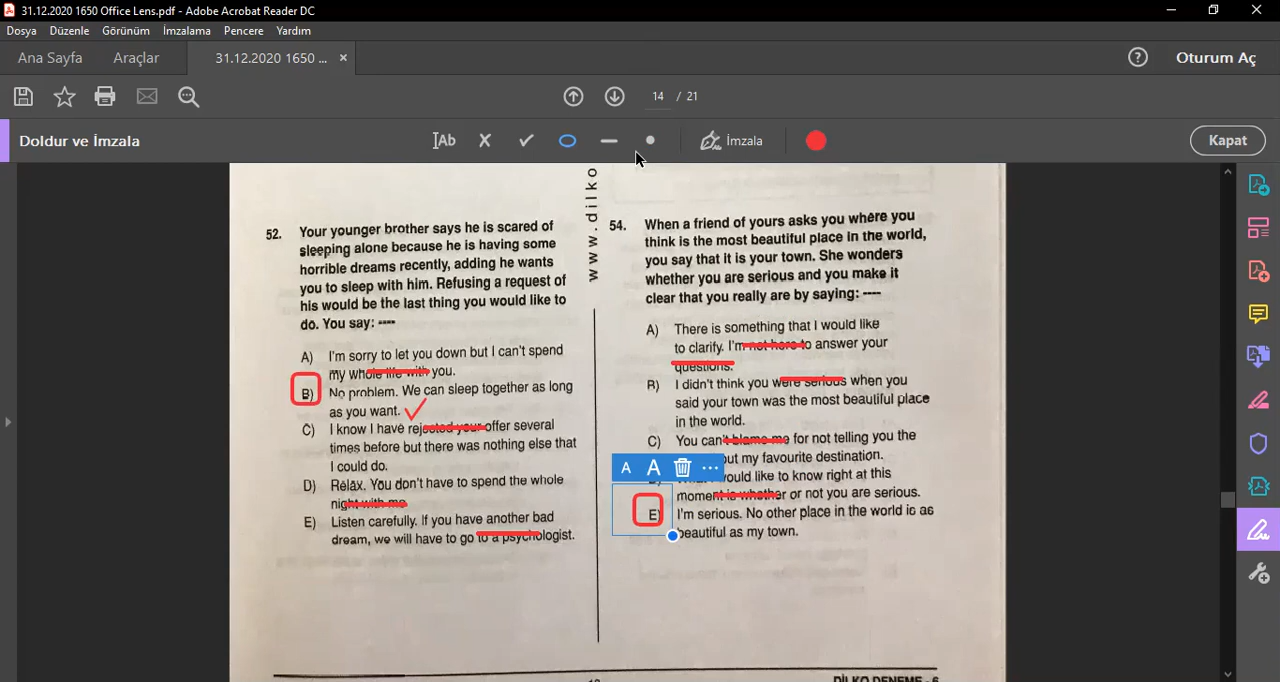 31.12.2020 1650 Office Lens.pdf - Adobe Acrobat Reader DC
Dosya Düzenle Görünüm İmzalama Pencere Yardım
Ana Sayfa Araçlar 31.12.2020 1650 ... × ? Oturum Aç
14 / 21
Doldur ve İmzala Ab İmzala Kapat
www.dilko
52. Your younger brother says he is scared of
sleeping alone because he is having some
horrible dreams recently, adding he wants
you to sleep with him. Refusing a request of
his would be the last thing you would like to
do. You say: ----
A) I'm sorry to let you down but I can't spend
my whole life with you.
B) No problem. We can sleep together as long
as you want.
C) I know I have rejected your offer several
times before but there was nothing else that
I could do.
D) Relax. You don't have to spend the whole
night with me
E) Listen carefully. If you have another bad
dream, we will have to go to a psychologist.
54. When a friend of yours asks you where you
think is the most beautiful place in the world,
you say that it is your town. She wonders
whether you are serious and you make it
clear that you really are by saying: ----
A) There is something that I would like
to clarify. I'm not here to answer your
questions.
B) I didn't think you were serious when you
said your town was the most beautiful place
in the world.
C) You can't blame me for not telling you the
A A ... out my favourite destination.
would like to know right at this
moment is whether or not you are serious.
E) I'm serious. No other place in the world is as
beautiful as my town.
DİLKO DENEME - 6